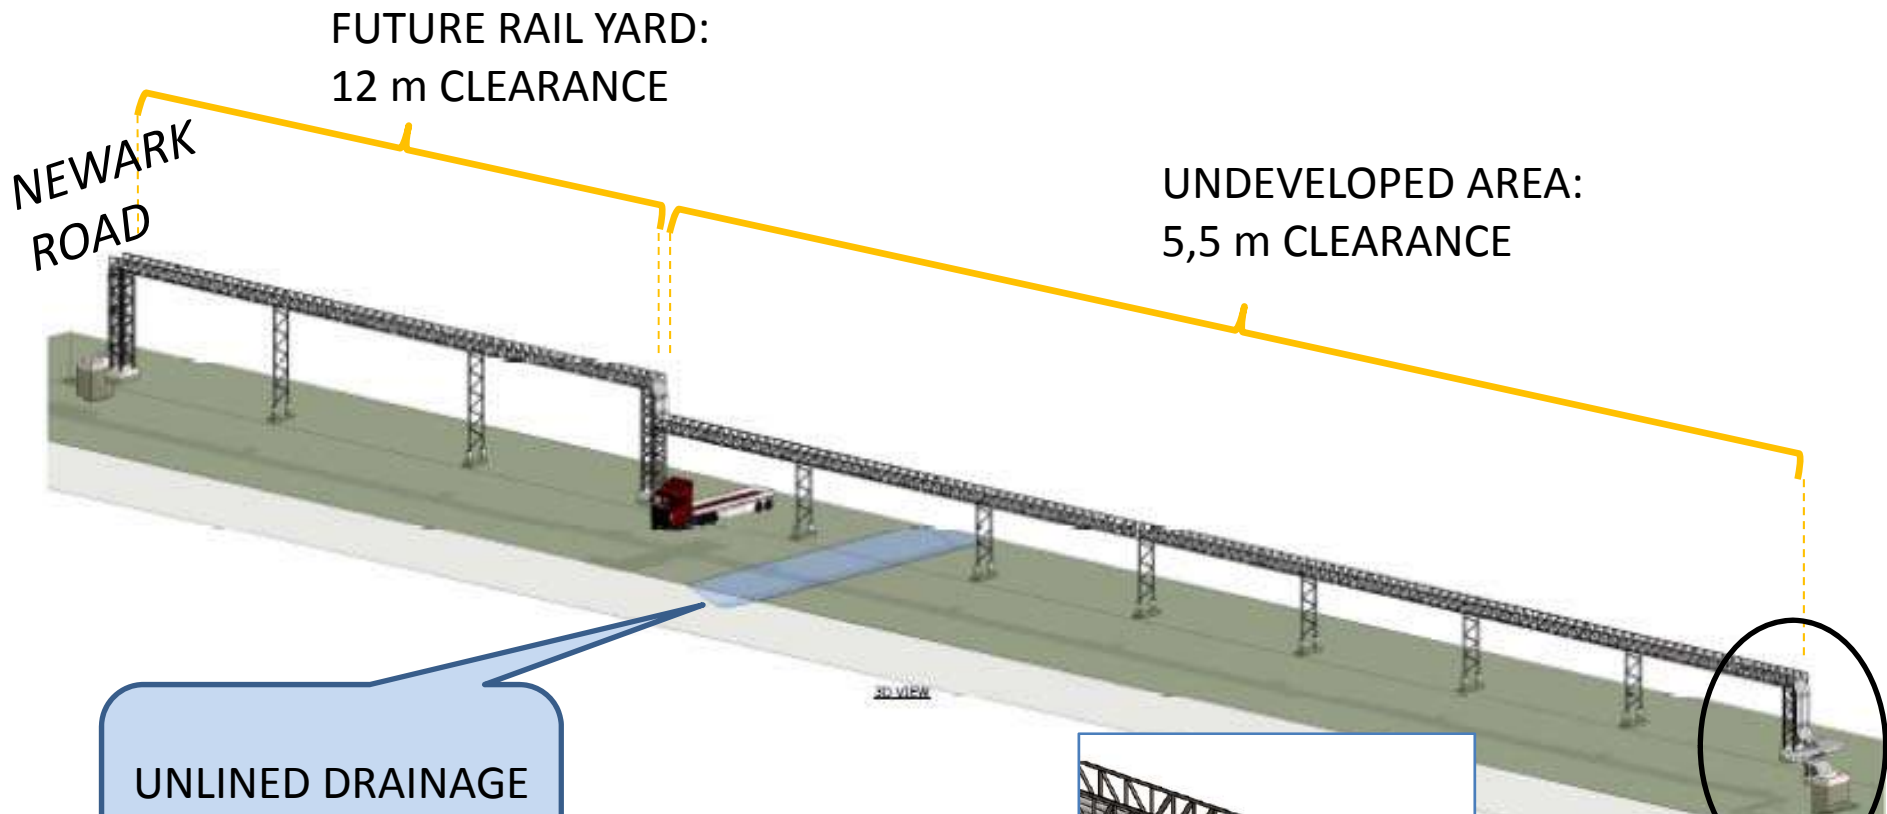 FUTURE RAIL YARD:
12 m CLEARANCE
NEWARK
ROAD
UNDEVELOPED AREA:
5,5 m CLEARANCE
3D VIEW
UNLINED DRAINAGE